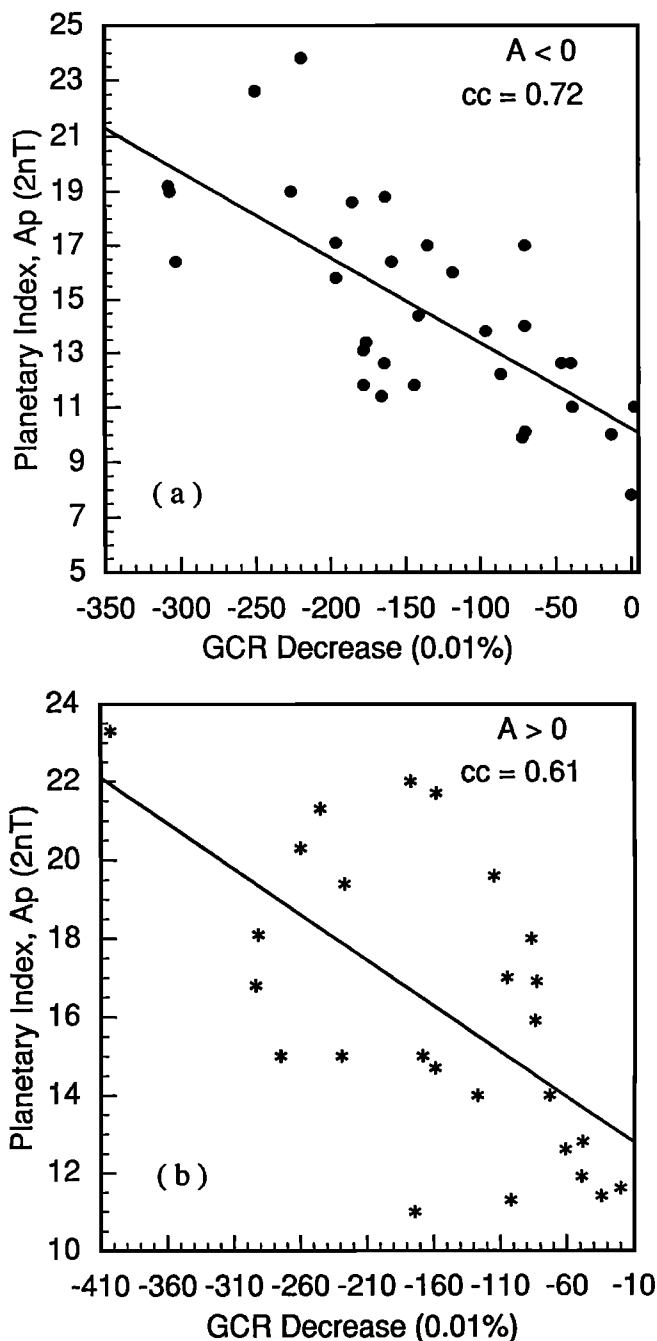 25
23
21
19
17
15
13
11
9
7
5
Planetary Index, Ap (2nT)
A < 0
cc = 0.72
( a )
-350 -300 -250 -200 -150 -100 -50 0
GCR Decrease (0.01%)
24
22
20
18
16
14
12
10
Planetary Index, Ap (2nT)
A > 0
cc = 0.61
( b )
-410 -360 -310 -260 -210 -160 -110 -60 -10
GCR Decrease (0.01%)